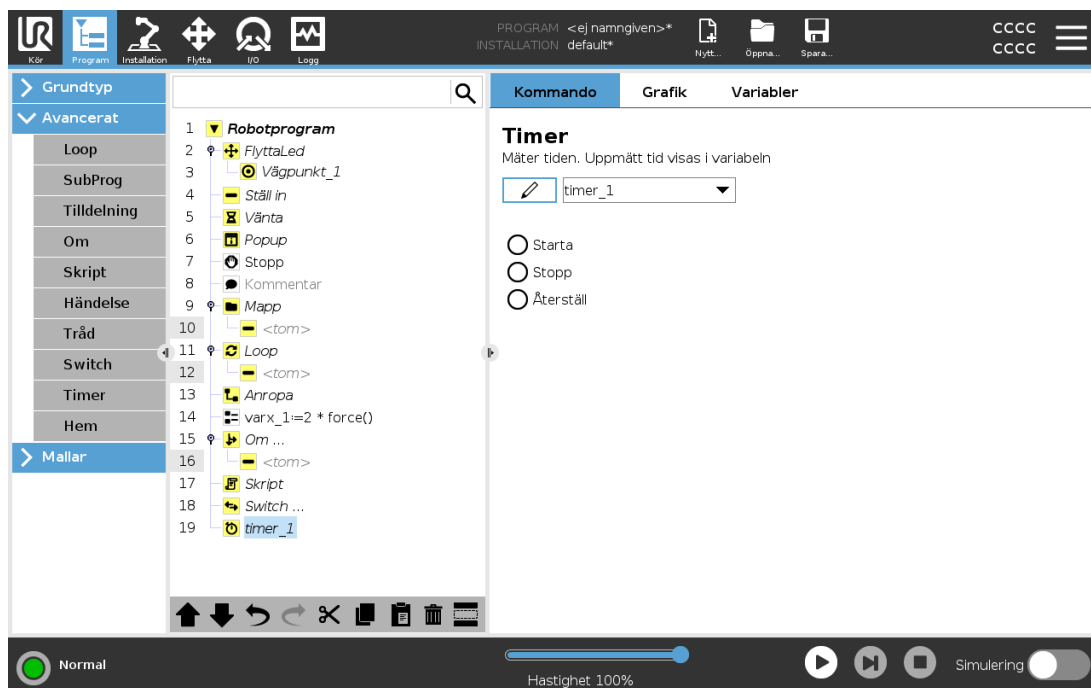 PROGRAM <ej namngiven>*
INSTALLATION default*
CCCC
CCCC
Kör
Program
Installation
Flytta
I/O
Logg
Nytt...
Öppna...
Spara...
Grundtyp
Avancerat
Loop
SubProg
Tilldelning
Om
Skript
Händelse
Tråd
Switch
Timer
Hem
Mallar
1 Robotprogram
2 FlyttaLed
3 Vägpunkt_1
4 Ställ in
5 Vänta
6 Popup
7 Stopp
8 Kommentar
9 Mapp
10 <tom>
11 Loop
12 <tom>
13 Anropa
14 varx_1:=2 * force()
15 Om ...
16 <tom>
17 Skript
18 Switch ...
19 timer_1
Kommando Grafik Variabler
Timer
Mäter tiden. Uppmätt tid visas i variabeln
timer_1
Starta
Stopp
Återställ
Normal
Hastighet 100%
Simulering